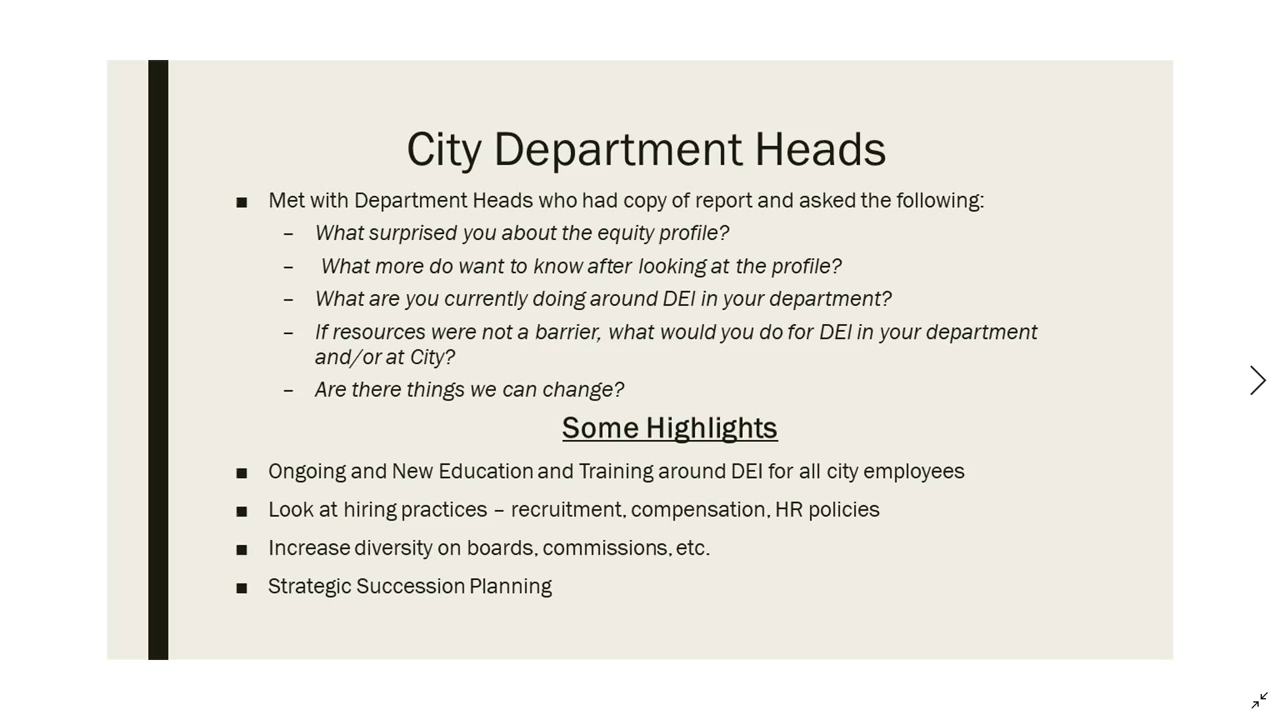 City Department Heads
■ Met with Department Heads who had copy of report and asked the following:
– What surprised you about the equity profile?
– What more do want to know after looking at the profile?
– What are you currently doing around DEI in your department?
– If resources were not a barrier, what would you do for DEI in your department
and/or at City?
– Are there things we can change?
Some Highlights
■ Ongoing and New Education and Training around DEI for all city employees
■ Look at hiring practices – recruitment, compensation, HR policies
■ Increase diversity on boards, commissions, etc.
■ Strategic Succession Planning